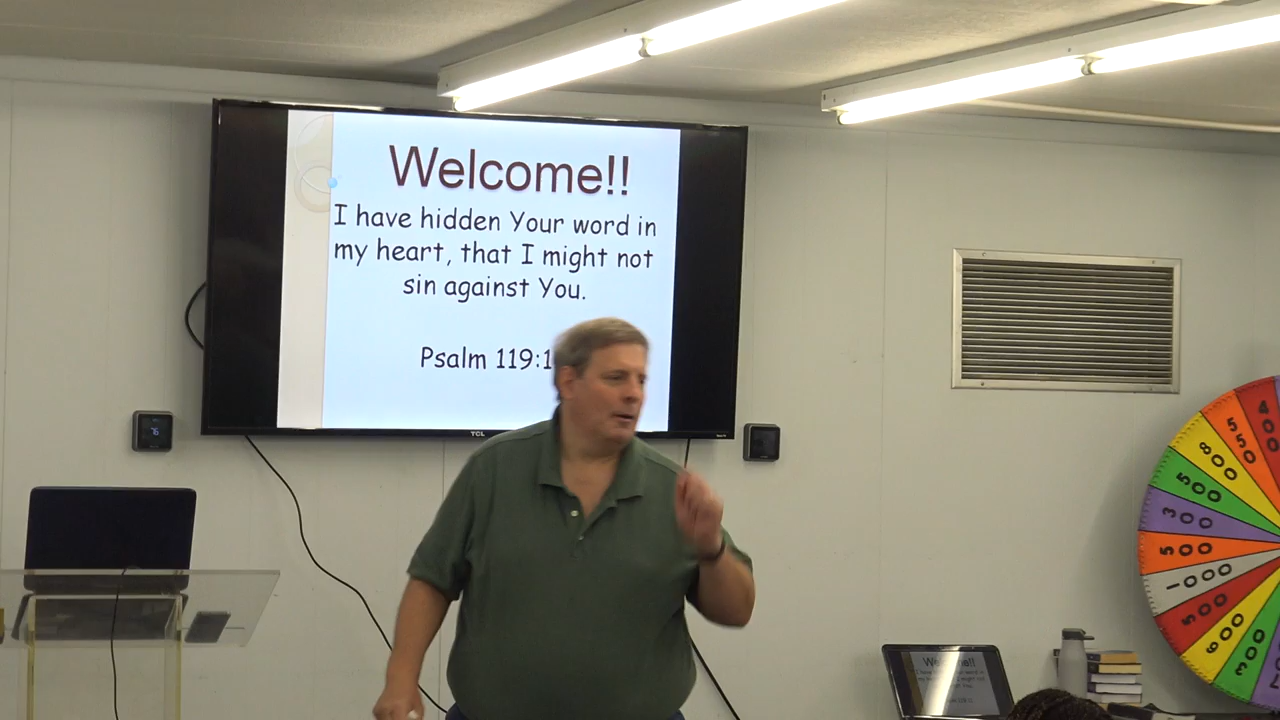 Welcome!!
I have hidden Your word in
my heart, that I might not
sin against You.
Psalm 119:1
TCL
76
400
550
800
500
300
500
1000
500
600
300